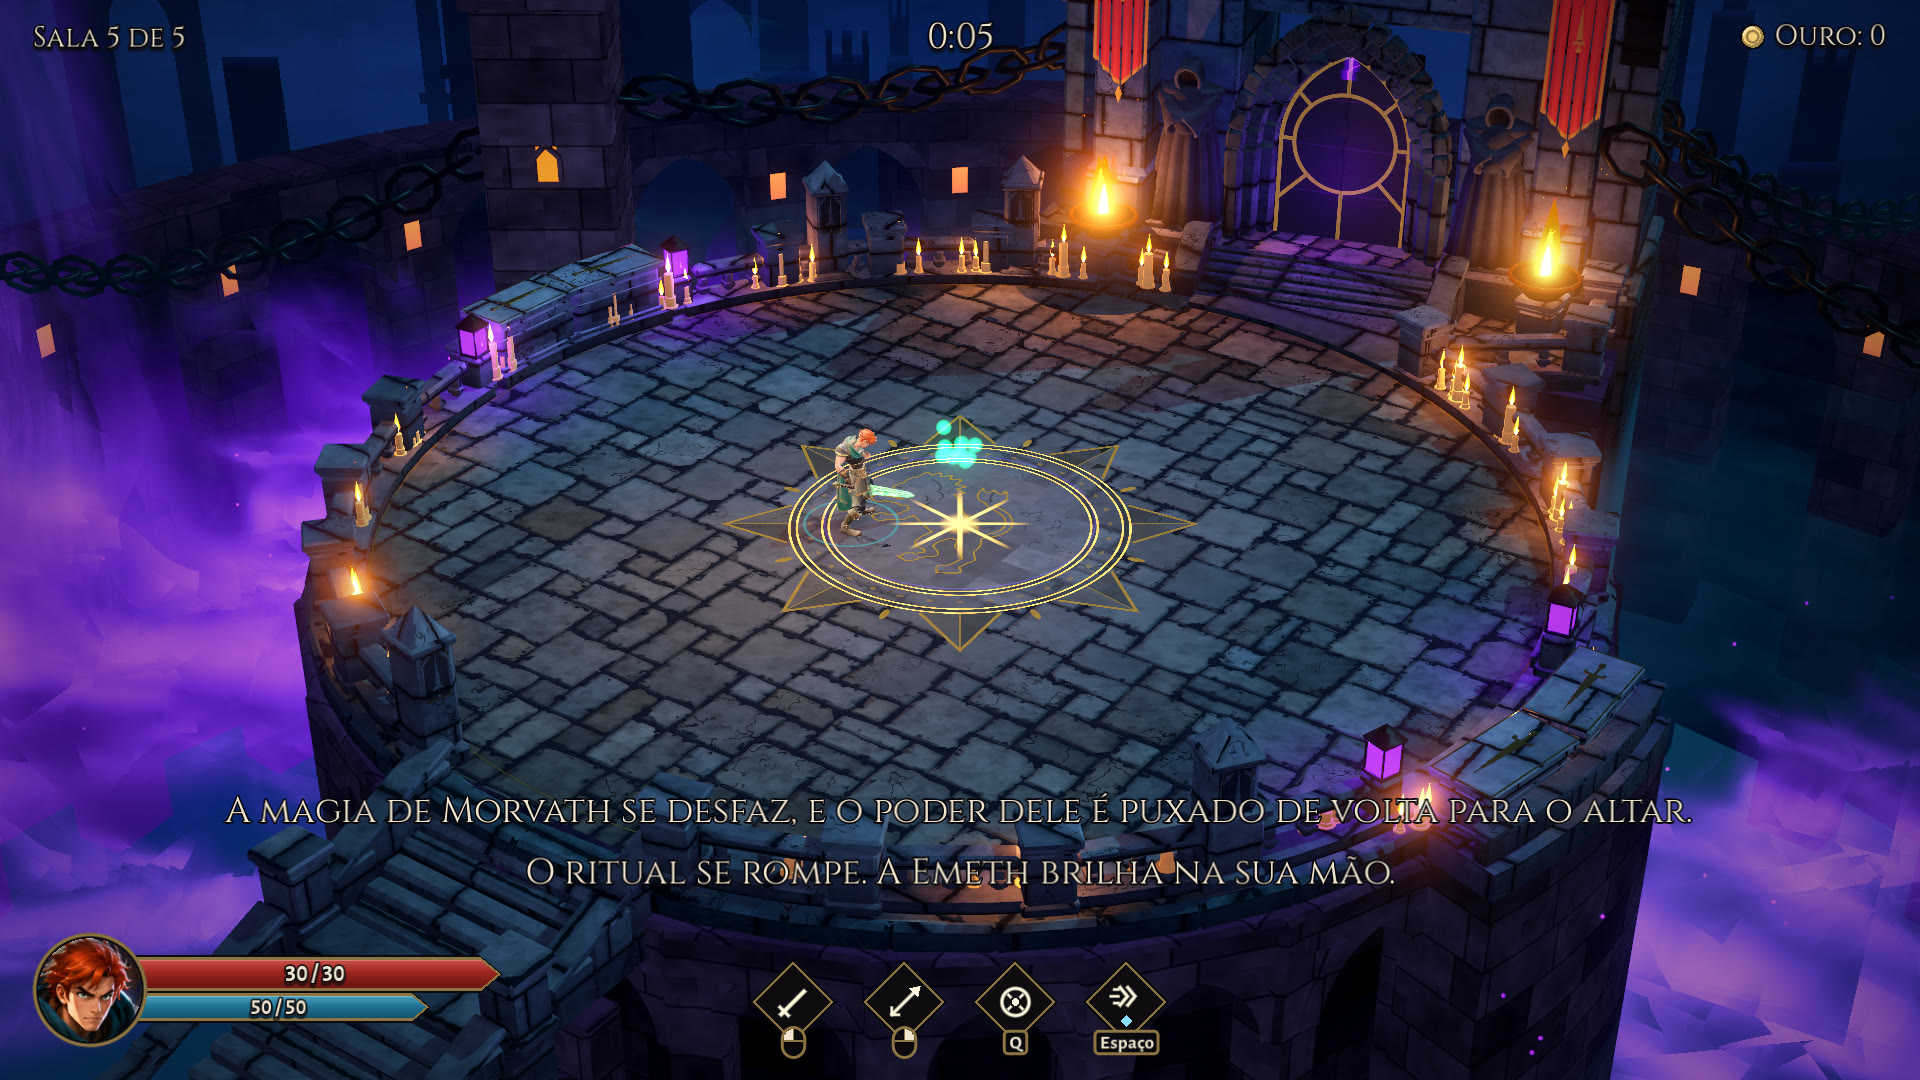 Sala 5 de 5
0:05
Ouro: 0
A magia de Morvath se desfaz, e o poder dele é puxado de volta para o altar.
O ritual se rompe. A Emeth brilha na sua mão.
30/30
50/50
Q
Espaço